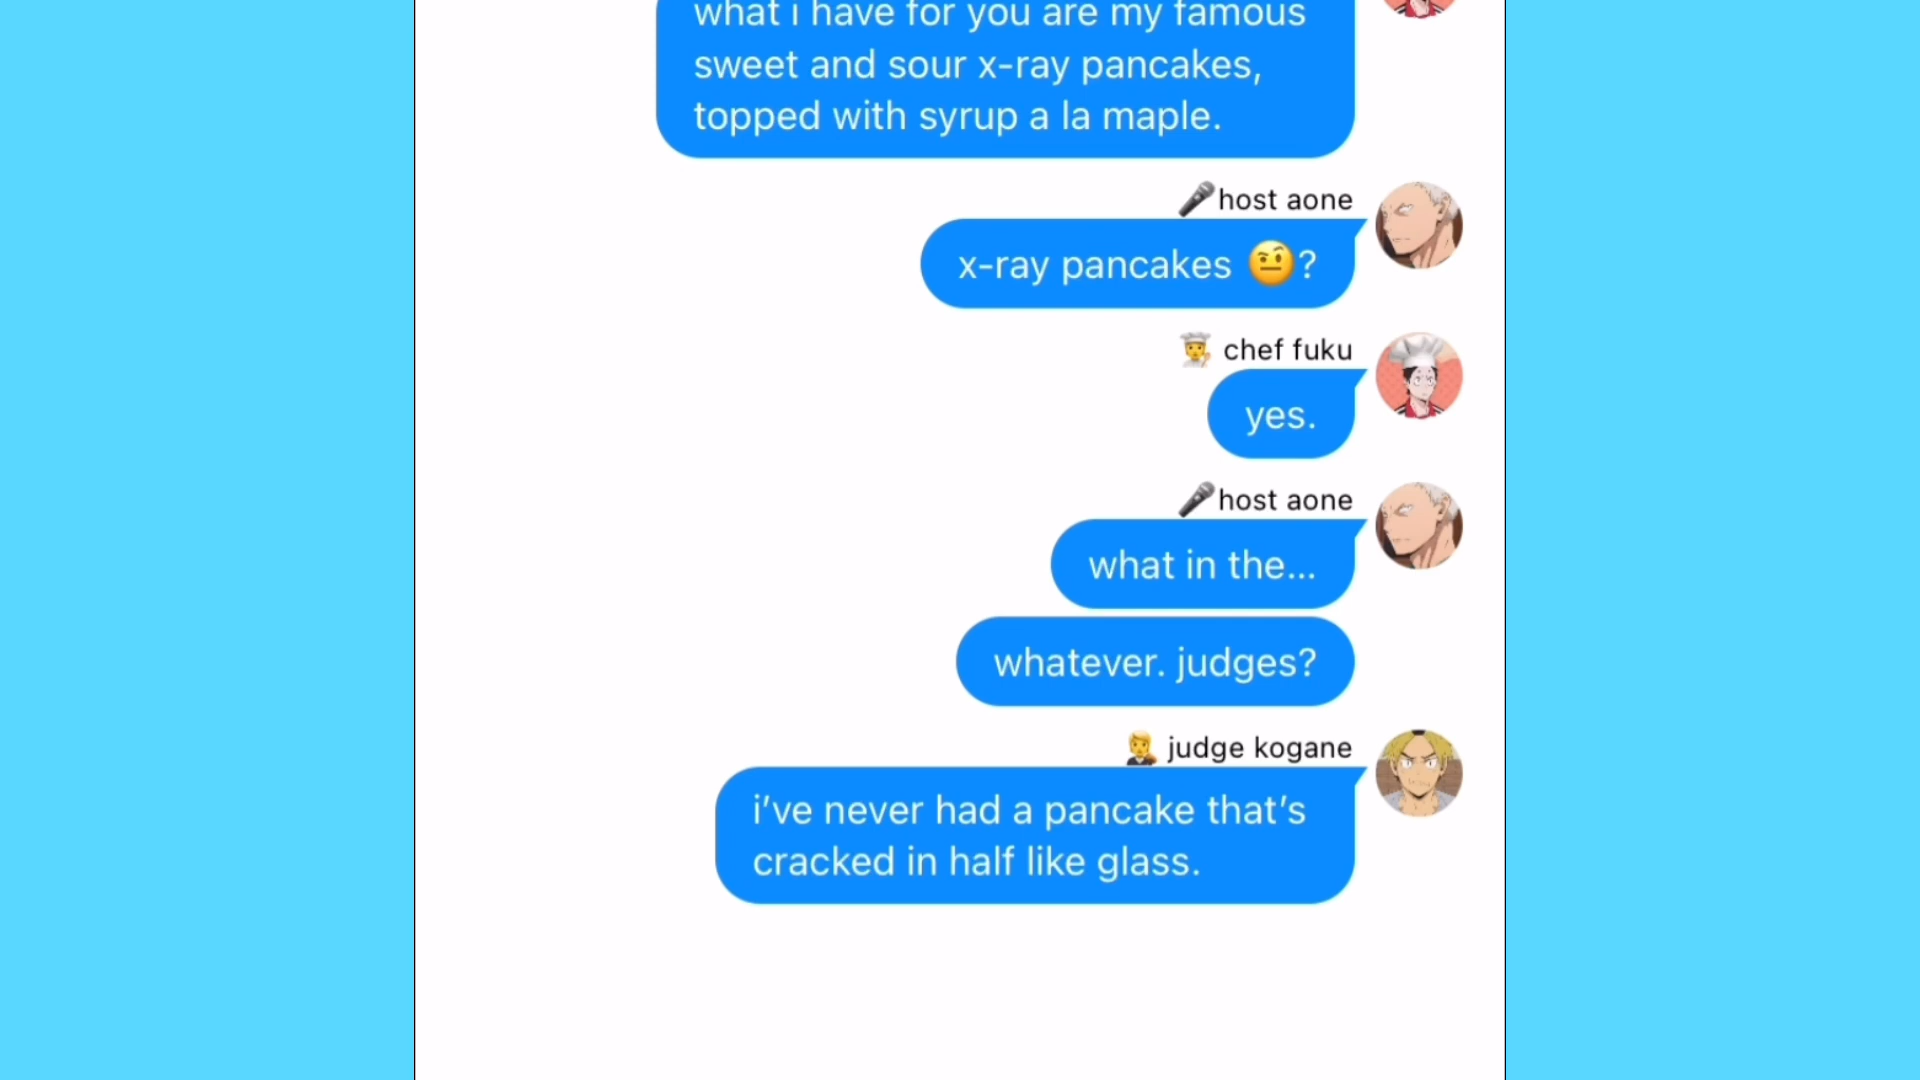 what i have for you are my famous
sweet and sour x-ray pancakes,
topped with syrup a la maple.
🎤host aone
x-ray pancakes 🤨?
👨‍🍳 chef fuku
yes.
🎤host aone
what in the...
whatever. judges?
🧑‍⚖️ judge kogane
i’ve never had a pancake that’s
cracked in half like glass.